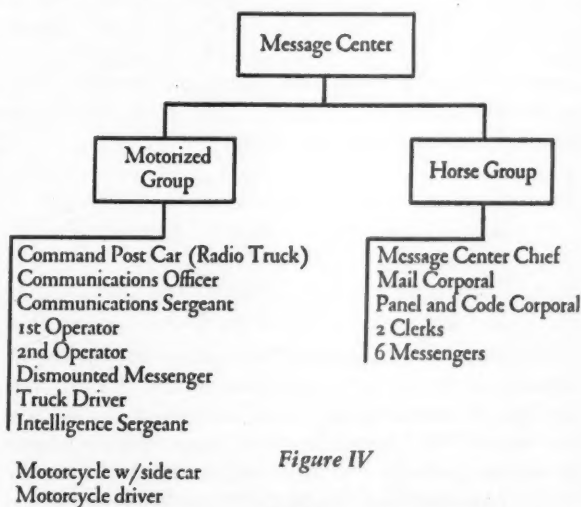 Message Center
Motorized
Group
Horse Group
Command Post Car (Radio Truck)
Communications Officer
Communications Sergeant
1st Operator
2nd Operator
Dismounted Messenger
Truck Driver
Intelligence Sergeant
Motorcycle w/side car
Motorcycle driver
Message Center Chief
Mail Corporal
Panel and Code Corporal
2 Clerks
6 Messengers
Figure IV